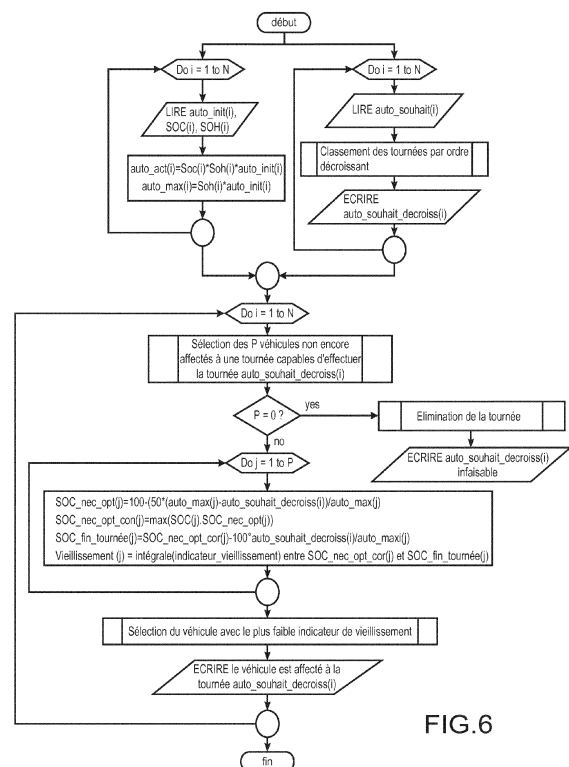 début
Do i = 1 to N
Do i = 1 to N
LIRE auto_init(i),
SOC(i), SOH(i)
LIRE auto_souhait(i)
auto_act(i)=Soc(i)*Soh(i)*auto_init(i)
auto_max(i)=Soh(i)*auto_init(i)
Classement des tournées par ordre
décroissant
ECRIRE
auto_souhait_decroiss(i)
Do i = 1 to N
Sélection des P véhicules non encore
affectés à une tournée capables d'effectuer
la tournée auto_souhait_decroiss(i)
P = 0 ?
yes
Elimination de la tournée
no
ECRIRE auto_souhait_decroiss(i)
infaisable
Do j = 1 to P
SOC_nec_opt(j)=100-(50*(auto_max(j)-auto_souhait_decroiss(i))/auto_max(j)
SOC_nec_opt_con(j)=max(SOC(j).SOC_nec_opt(j))
SOC_fin_tournée(j)=SOC_nec_opt_cor(j)-100*auto_souhait_decroiss(i)/auto_maxi(j)
Vieillissement (j) = intégrale(indicateur_vieillissement) entre SOC_nec_opt_cor(j) et SOC_fin_tournée(j)
Sélection du véhicule avec le plus faible indicateur de vieillissement
ECRIRE le véhicule est affecté à la
tournée auto_souhait_decroiss(i)
FIG.6
fin